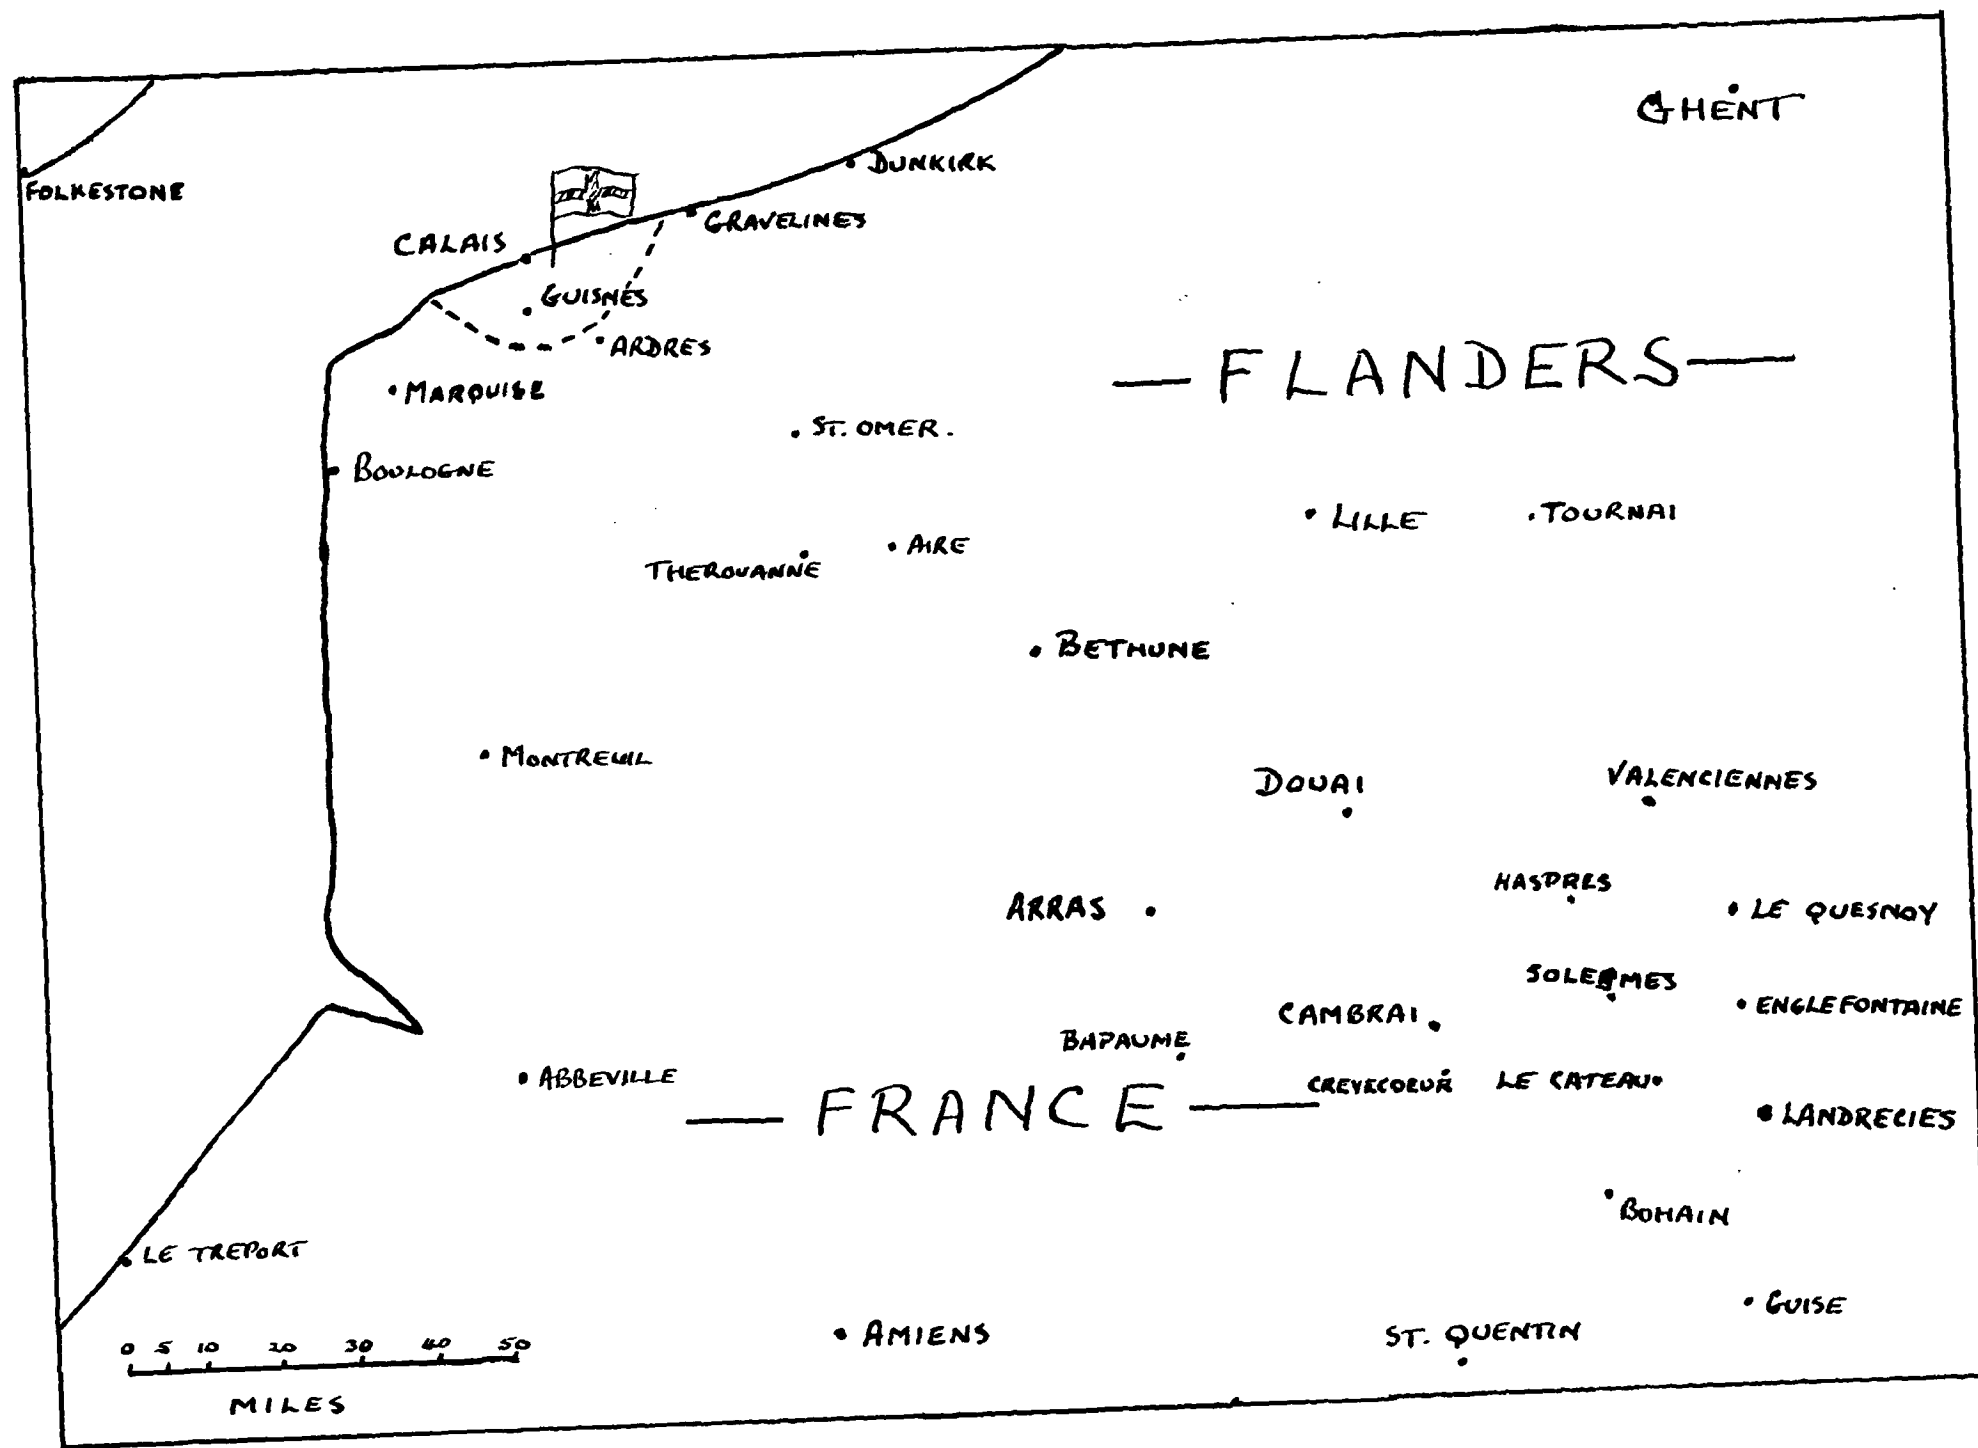 GHENT
DUNKIRK
FOLKESTONE
GRAVELINES
CALAIS
GUISNES
ARDRES
— FLANDERS —
MARQUISE
ST. OMER.
BOULOGNE
LILLE
TOURNAI
AIRE
THEROUANNE
BETHUNE
MONTREUIL
DOUAI
VALENCIENNES
HASPRES
ARRAS
LE QUESNOY
SOLESMES
ENGLEFONTAINE
CAMBRAI
BAPAUME
ABBEVILLE
CREVECOEUR
LE CATEAU
— FRANCE —
LANDRECIES
BOHAIN
LE TREPORT
GUISE
AMIENS
ST. QUENTIN
0 5 10 20 30 40 50
MILES